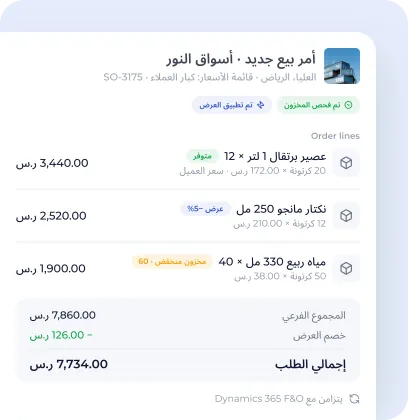 أمر بيع جديد · أسواق النور
العليا، الرياض · قائمة الأسعار: كبار العملاء · SO-3175
تم فحص المخزون
تم تطبيق العرض
Order lines
عصير برتقال 1 لتر × 12 متوفر
3,440.00 ر.س
20 كرتونة × 172.00 ر.س · سعر العميل
نكتار مانجو 250 مل عرض −5%
2,520.00 ر.س
12 كرتونة × 210.00 ر.س
مياه ربيع 330 مل × 40 مخزون منخفض · 60
1,900.00 ر.س
50 كرتونة × 38.00 ر.س
المجموع الفرعي 7,860.00 ر.س
خصم العرض − 126.00 ر.س
إجمالي الطلب 7,734.00 ر.س
يتزامن مع Dynamics 365 F&O